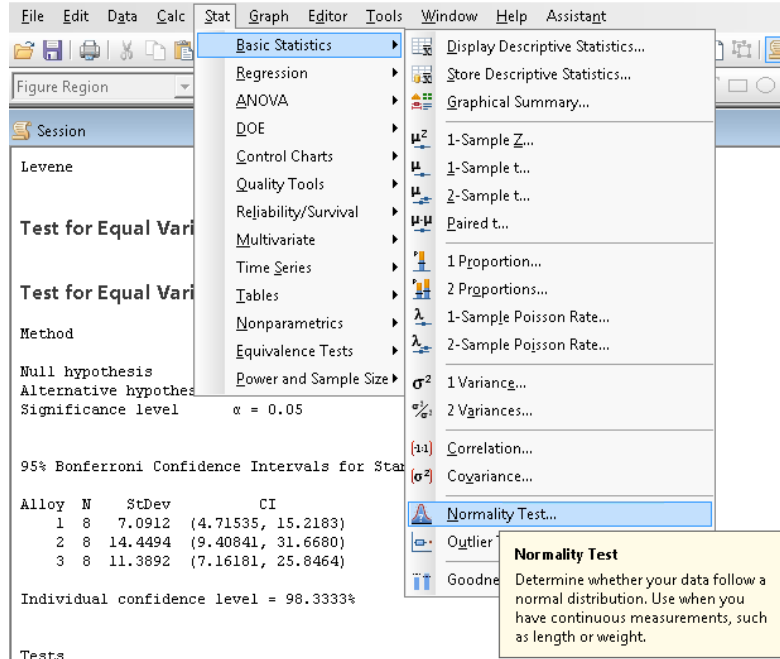 File Edit Data Calc Stat Graph Editor Tools Window Help Assistant
Figure Region
Session
Levene
Test for Equal Vari
Test for Equal Vari
Method
Null hypothesis
Alternative hypothes
Significance level α = 0.05
95% Bonferroni Confidence Intervals for Stan
Alloy N StDev CI
1 8 7.0912 (4.71535, 15.2183)
2 8 14.4494 (9.40841, 31.6680)
3 8 11.3892 (7.16181, 25.8464)
Individual confidence level = 98.3333%
Tests
Basic Statistics
Regression
ANOVA
DOE
Control Charts
Quality Tools
Reliability/Survival
Multivariate
Time Series
Tables
Nonparametrics
Equivalence Tests
Power and Sample Size
Display Descriptive Statistics...
Store Descriptive Statistics...
Graphical Summary...
1-Sample Z...
1-Sample t...
2-Sample t...
Paired t...
1 Proportion...
2 Proportions...
1-Sample Poisson Rate...
2-Sample Poisson Rate...
1 Variance...
2 Variances...
Correlation...
Covariance...
Normality Test...
Outlier
Goodne
Normality Test
Determine whether your data follow a
normal distribution. Use when you
have continuous measurements, such
as length or weight.